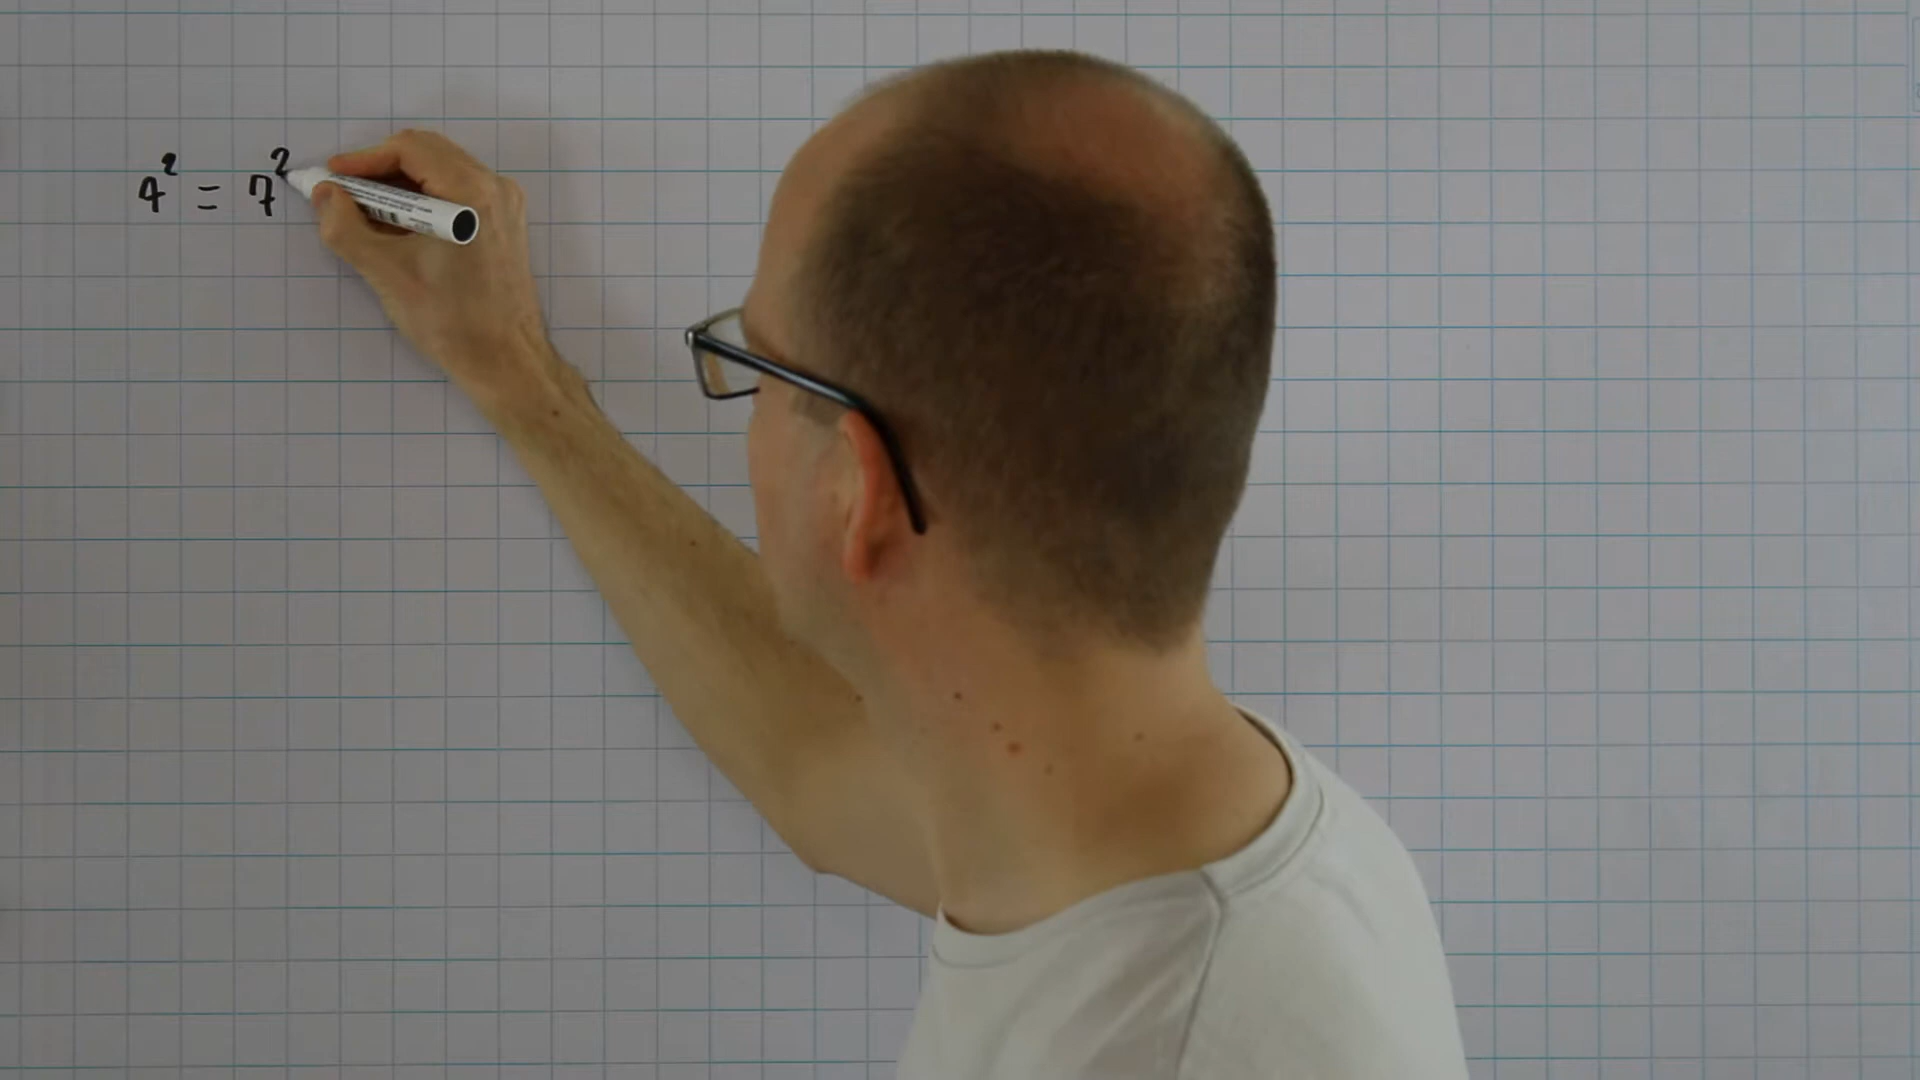 4² = 7²